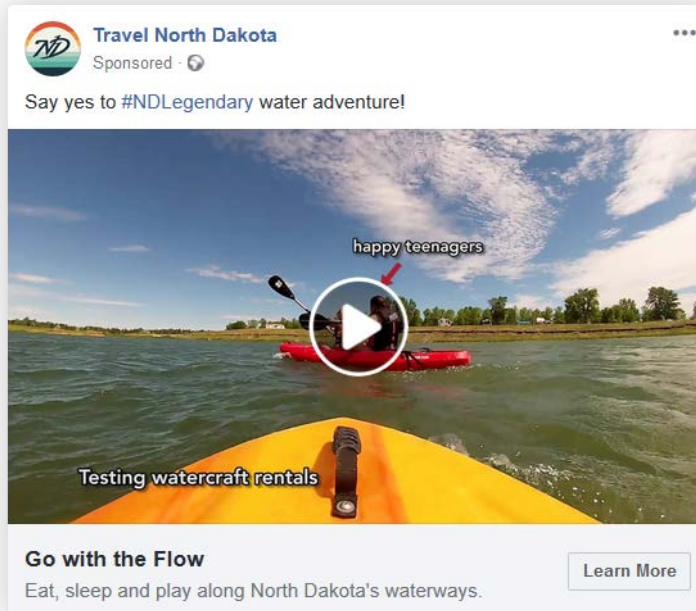 ND
Travel North Dakota
Sponsored ·
Say yes to #NDLegendary water adventure!
happy teenagers
Testing watercraft rentals
Go with the Flow
Eat, sleep and play along North Dakota's waterways.
Learn More